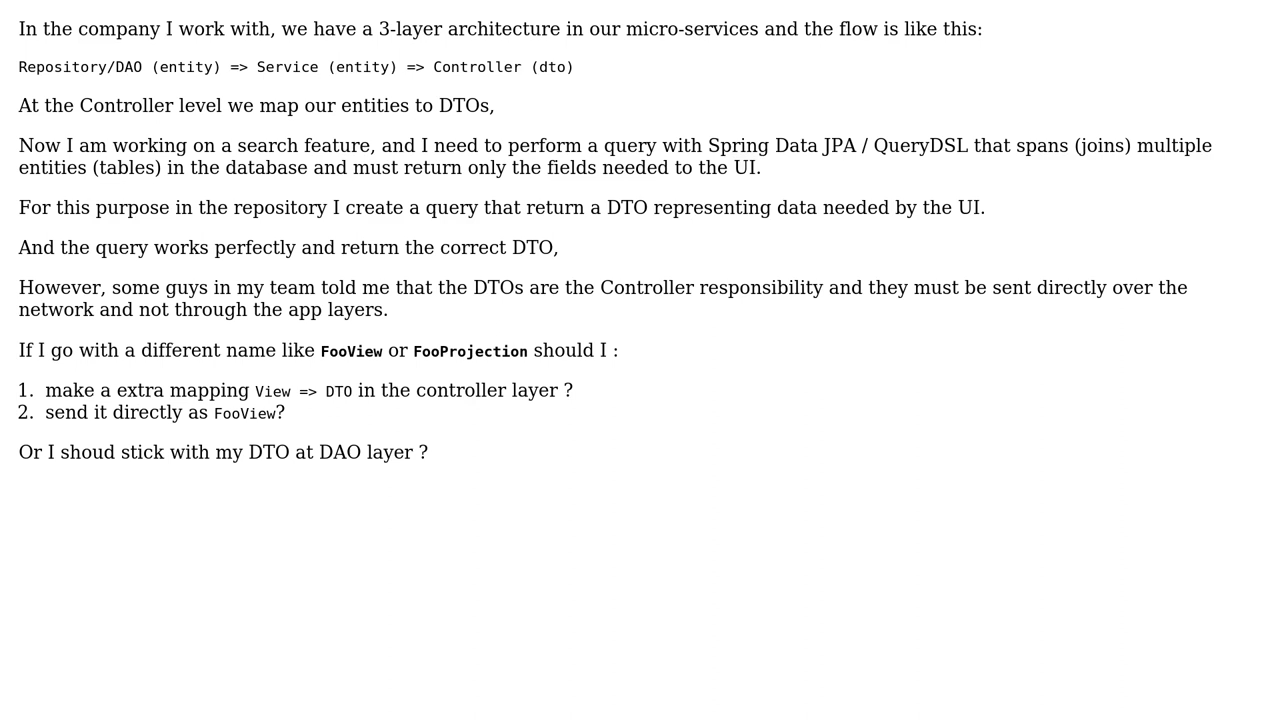 In the company I work with, we have a 3-layer architecture in our micro-services and the flow is like this:
Repository/DAO (entity) => Service (entity) => Controller (dto)
At the Controller level we map our entities to DTOs,
Now I am working on a search feature, and I need to perform a query with Spring Data JPA / QueryDSL that spans (joins) multiple
entities (tables) in the database and must return only the fields needed to the UI.
For this purpose in the repository I create a query that return a DTO representing data needed by the UI.
And the query works perfectly and return the correct DTO,
However, some guys in my team told me that the DTOs are the Controller responsibility and they must be sent directly over the
network and not through the app layers.
If I go with a different name like FooView or FooProjection should I :
1. make a extra mapping View => DTO in the controller layer ?
2. send it directly as FooView?
Or I shoud stick with my DTO at DAO layer ?